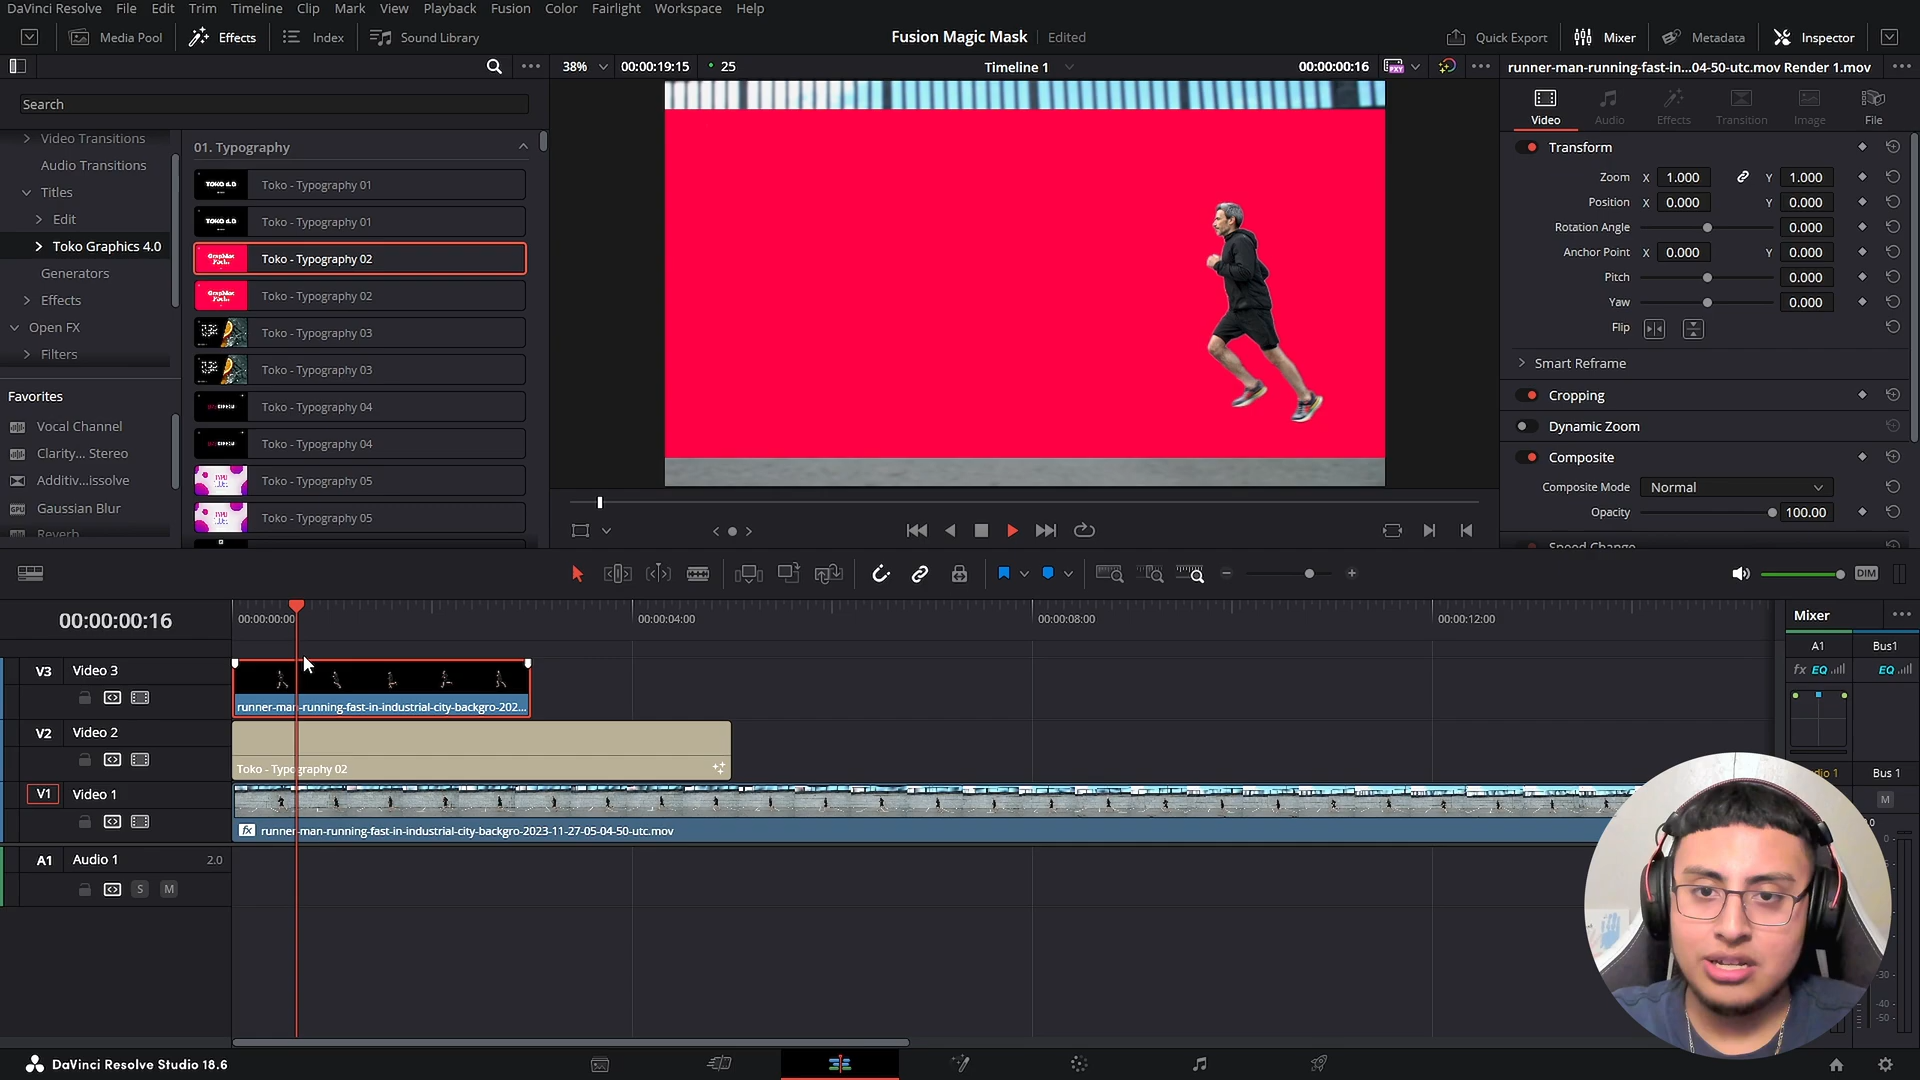 DaVinci Resolve File Edit Trim Timeline Clip Mark View Playback Fusion Color Fairlight Workspace Help
Media Pool Effects Index Sound Library Fusion Magic Mask Edited Quick Export Mixer Metadata Inspector
38% 00:00:19:15 25 Timeline 1 00:00:00:16 runner-man-running-fast-in...04-50-utc.mov Render 1.mov
Search
Video Transitions
Audio Transitions
Titles
Edit
Toko Graphics 4.0
Generators
Effects
Open FX
Filters
Favorites
Vocal Channel
Clarity... Stereo
Additiv...issolve
Gaussian Blur
Reverb
01. Typography
Toko - Typography 01
Toko - Typography 01
Toko - Typography 02
Toko - Typography 02
Toko - Typography 03
Toko - Typography 03
Toko - Typography 04
Toko - Typography 04
Toko - Typography 05
Toko - Typography 05
Video Audio Effects Transition Image File
Transform
Zoom X 1.000 Y 1.000
Position X 0.000 Y 0.000
Rotation Angle 0.000
Anchor Point X 0.000 Y 0.000
Pitch 0.000
Yaw 0.000
Flip
Smart Reframe
Cropping
Dynamic Zoom
Composite
Composite Mode Normal
Opacity 100.00
Speed Change
DIM
00:00:00:16
00:00:00:00 00:00:04:00 00:00:08:00 00:00:12:00
V3 Video 3
runner-man-running-fast-in-industrial-city-backgro-202...
V2 Video 2
Toko - Typography 02
V1 Video 1
fx runner-man-running-fast-in-industrial-city-backgro-2023-11-27-05-04-50-utc.mov
A1 Audio 1 2.0
S M
Mixer
A1 Bus1
fx EQ EQ
Bus 1
M
-30
-40
-50
DaVinci Resolve Studio 18.6